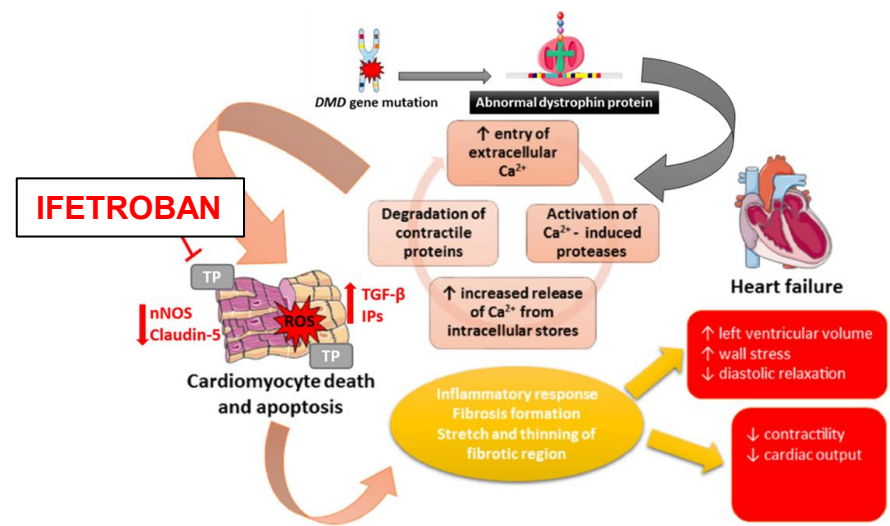 DMD gene mutation
Abnormal dystrophin protein
↑ entry of
extracellular
Ca²⁺
IFETROBAN
Degradation of
contractile
proteins
Activation of
Ca²⁺ - induced
proteases
TP
↑ increased release
of Ca²⁺ from
intracellular stores
Heart failure
nNOS
Claudin-5
ROS
TGF-β
IPs
TP
Cardiomyocyte death
and apoptosis
↑ left ventricular volume
↑ wall stress
↓ diastolic relaxation
Inflammatory response
Fibrosis formation
Stretch and thinning of
fibrotic region
↓ contractility
↓ cardiac output